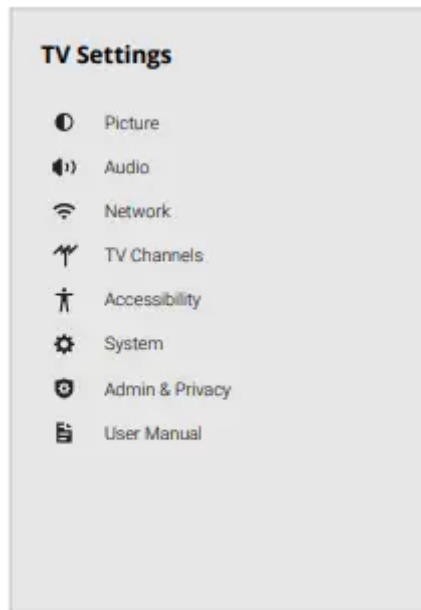 TV Settings
Picture
Audio
Network
TV Channels
Accessibility
System
Admin & Privacy
User Manual